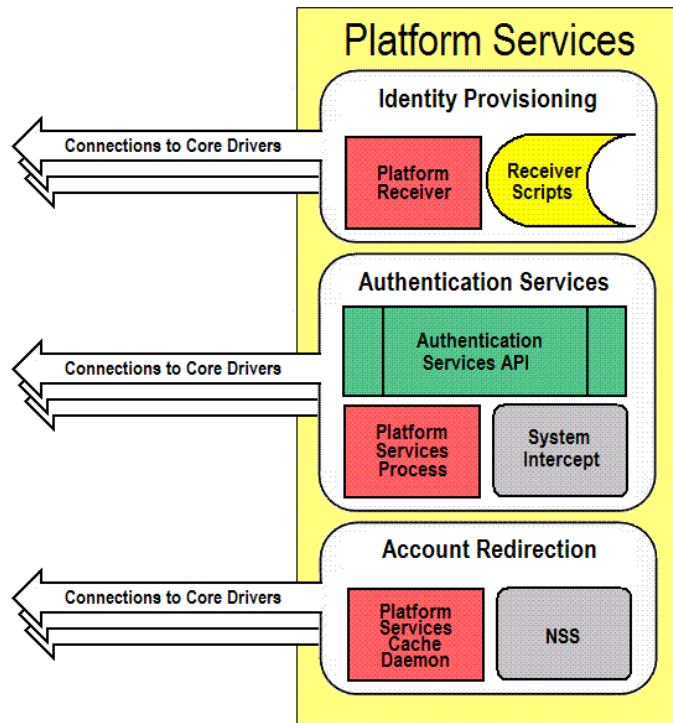 Platform Services
Identity Provisioning
Connections to Core Drivers
Platform
Receiver
Receiver
Scripts
Authentication Services
Authentication
Services API
Connections to Core Drivers
Platform
Services
Process
System
Intercept
Account Redirection
Connections to Core Drivers
Platform
Services
Cache
Daemon
NSS